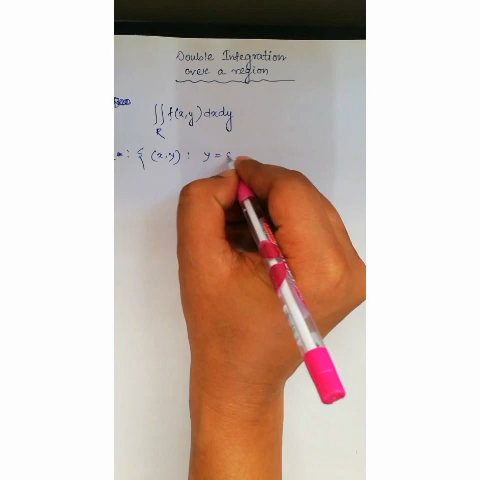 Double Integration
over a region
∬ f(x,y) dxdy
R
: { (x,y) : y =